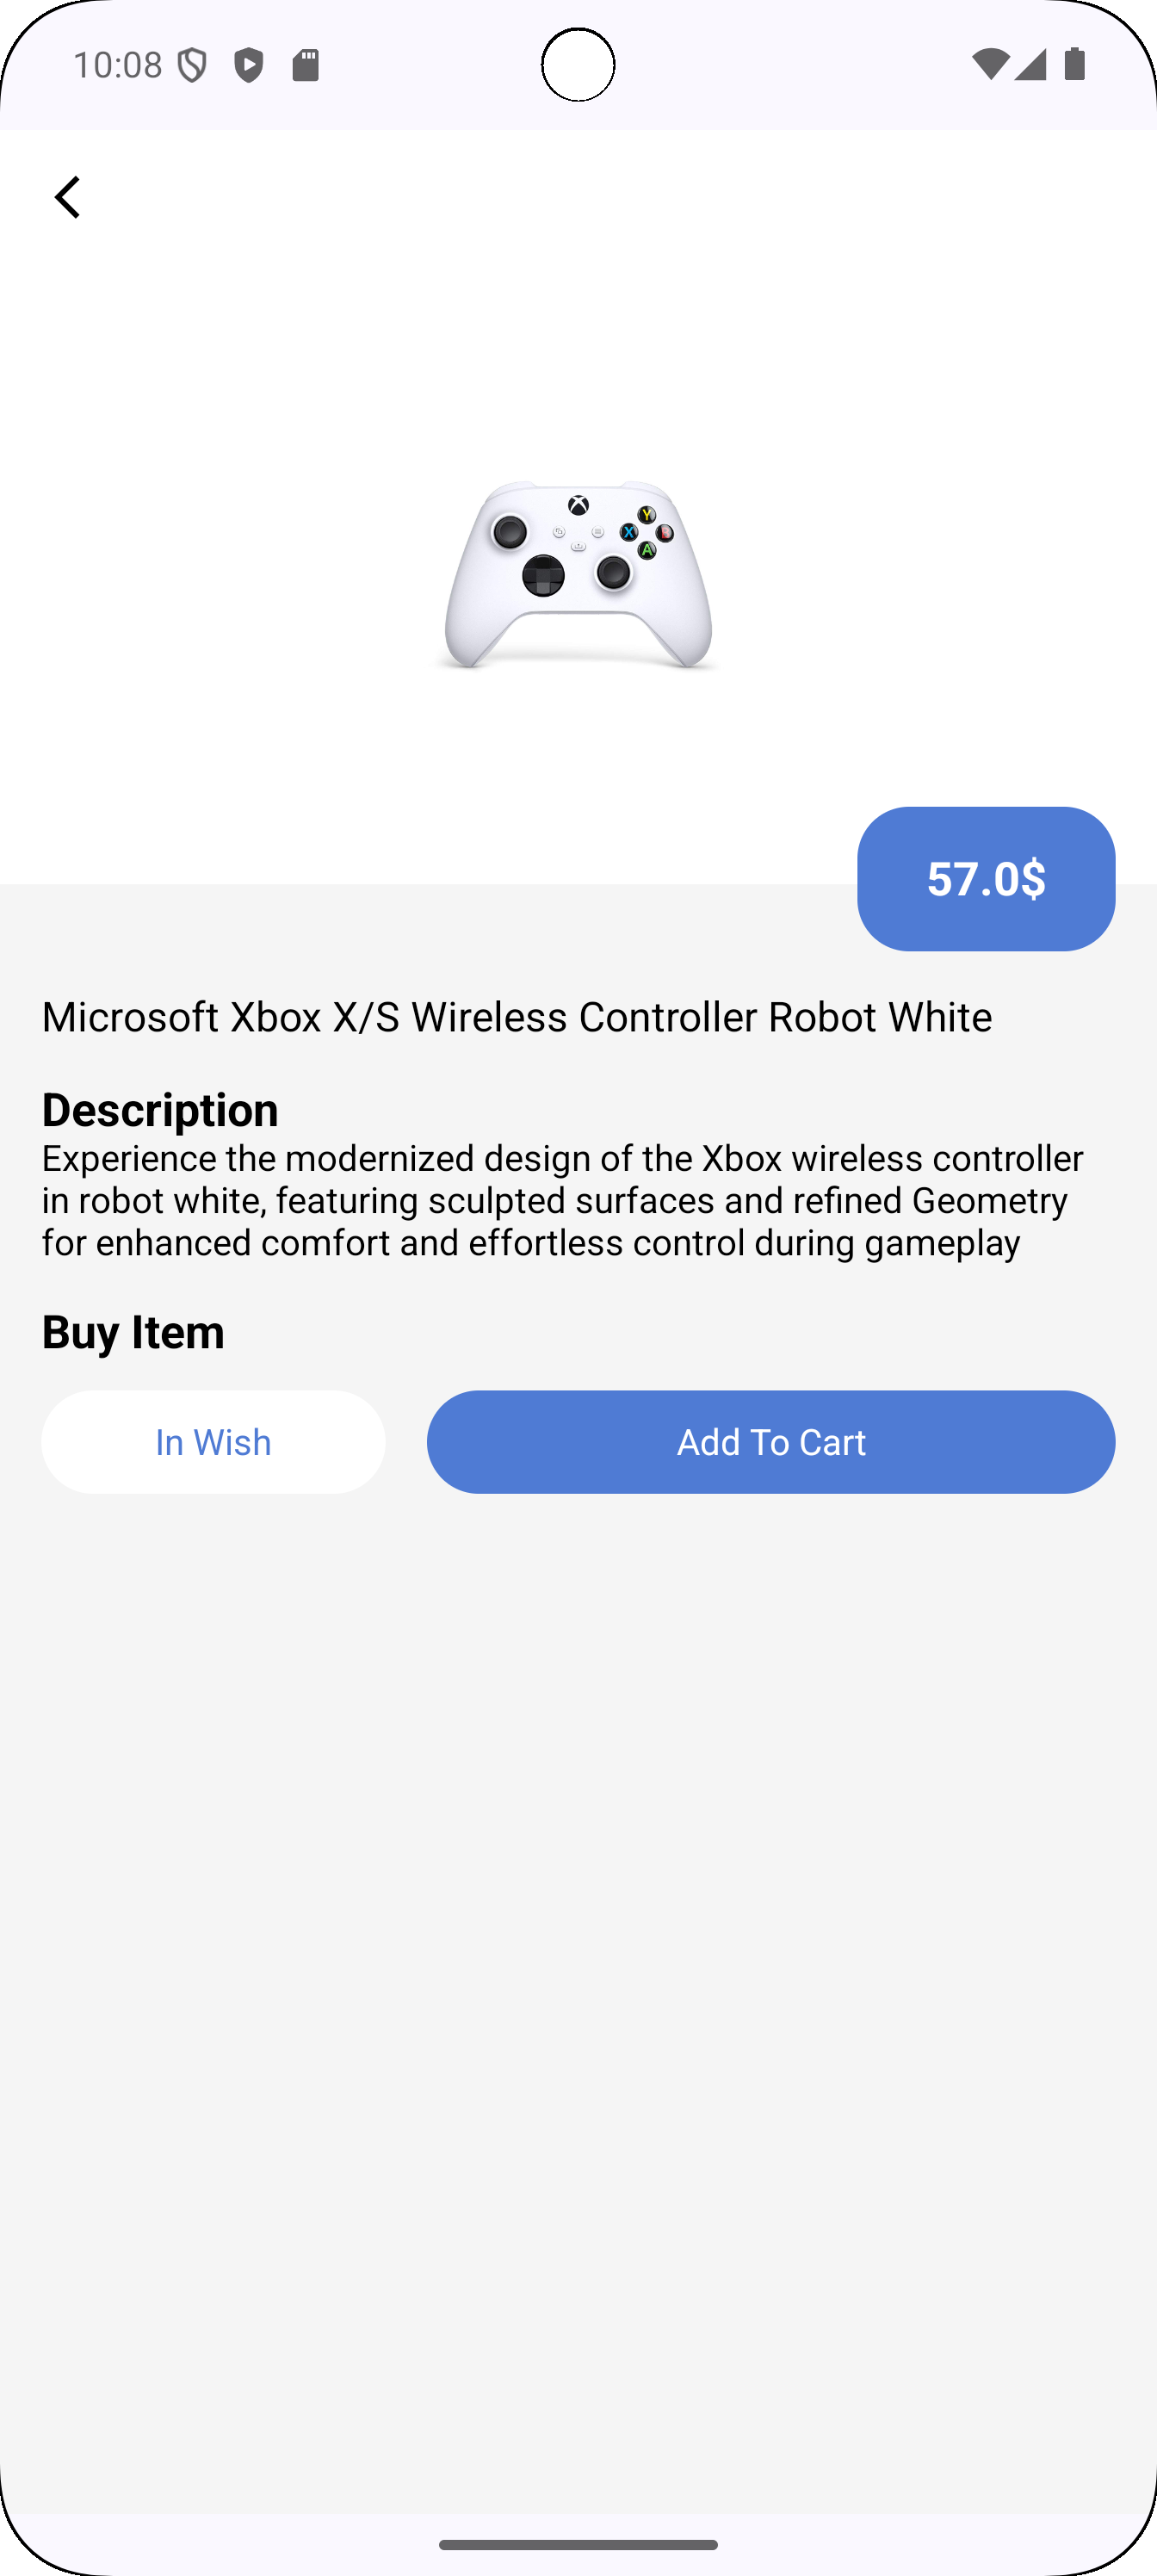 10:08
Y
X
A
57.0$
Microsoft Xbox X/S Wireless Controller Robot White
Description
Experience the modernized design of the Xbox wireless controller
in robot white, featuring sculpted surfaces and refined Geometry
for enhanced comfort and effortless control during gameplay
Buy Item
In Wish
Add To Cart